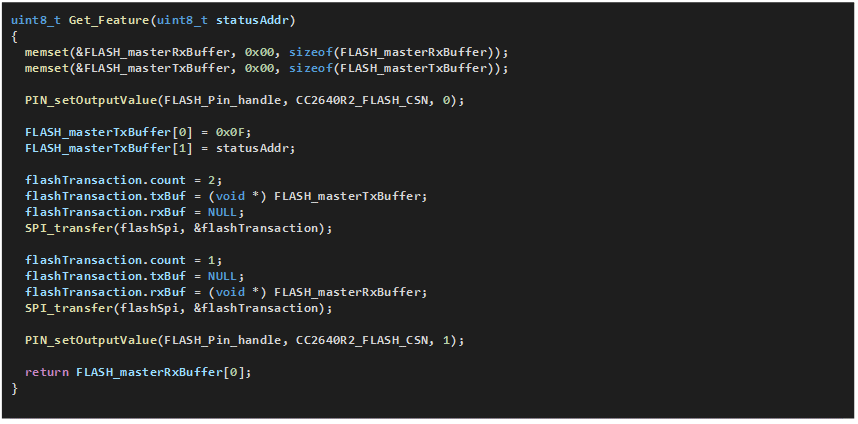 uint8_t Get_Feature(uint8_t statusAddr)
{
  memset(&FLASH_masterRxBuffer, 0x00, sizeof(FLASH_masterRxBuffer));
  memset(&FLASH_masterTxBuffer, 0x00, sizeof(FLASH_masterTxBuffer));

  PIN_setOutputValue(FLASH_Pin_handle, CC2640R2_FLASH_CSN, 0);

  FLASH_masterTxBuffer[0] = 0x0F;
  FLASH_masterTxBuffer[1] = statusAddr;

  flashTransaction.count = 2;
  flashTransaction.txBuf = (void *) FLASH_masterTxBuffer;
  flashTransaction.rxBuf = NULL;
  SPI_transfer(flashSpi, &flashTransaction);

  flashTransaction.count = 1;
  flashTransaction.txBuf = NULL;
  flashTransaction.rxBuf = (void *) FLASH_masterRxBuffer;
  SPI_transfer(flashSpi, &flashTransaction);

  PIN_setOutputValue(FLASH_Pin_handle, CC2640R2_FLASH_CSN, 1);

  return FLASH_masterRxBuffer[0];
}